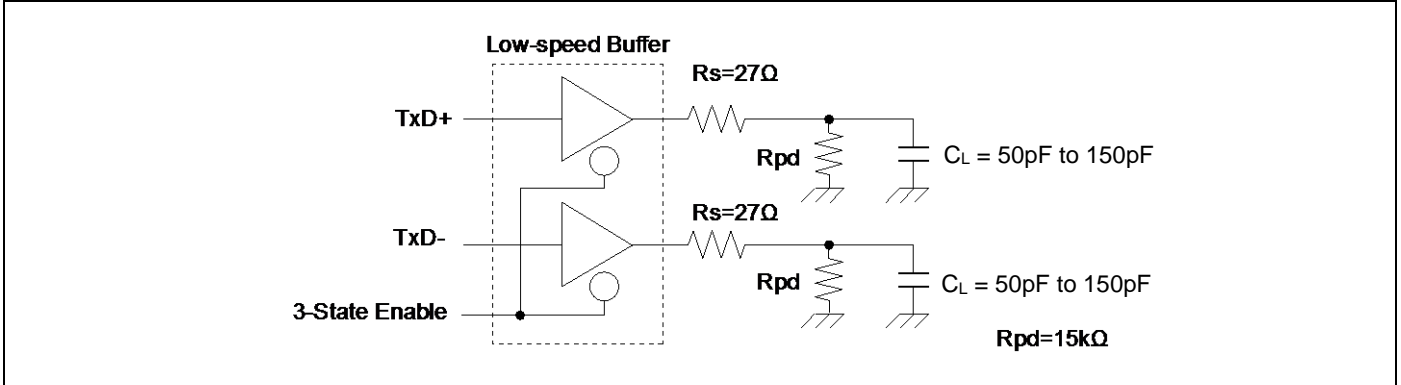 Low-speed Buffer
Rs=27Ω
TxD+
Rpd
CL = 50pF to 150pF
Rs=27Ω
TxD-
Rpd
CL = 50pF to 150pF
3-State Enable
Rpd=15kΩ